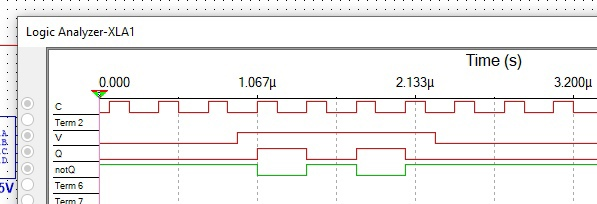 Logic Analyzer-XLA1
Time (s)
0.000 1.067µ 2.133µ 3.200µ
C
Term 2
V
Q
notQ
Term 6
Term 7
A.
B.
C.
D.
5V